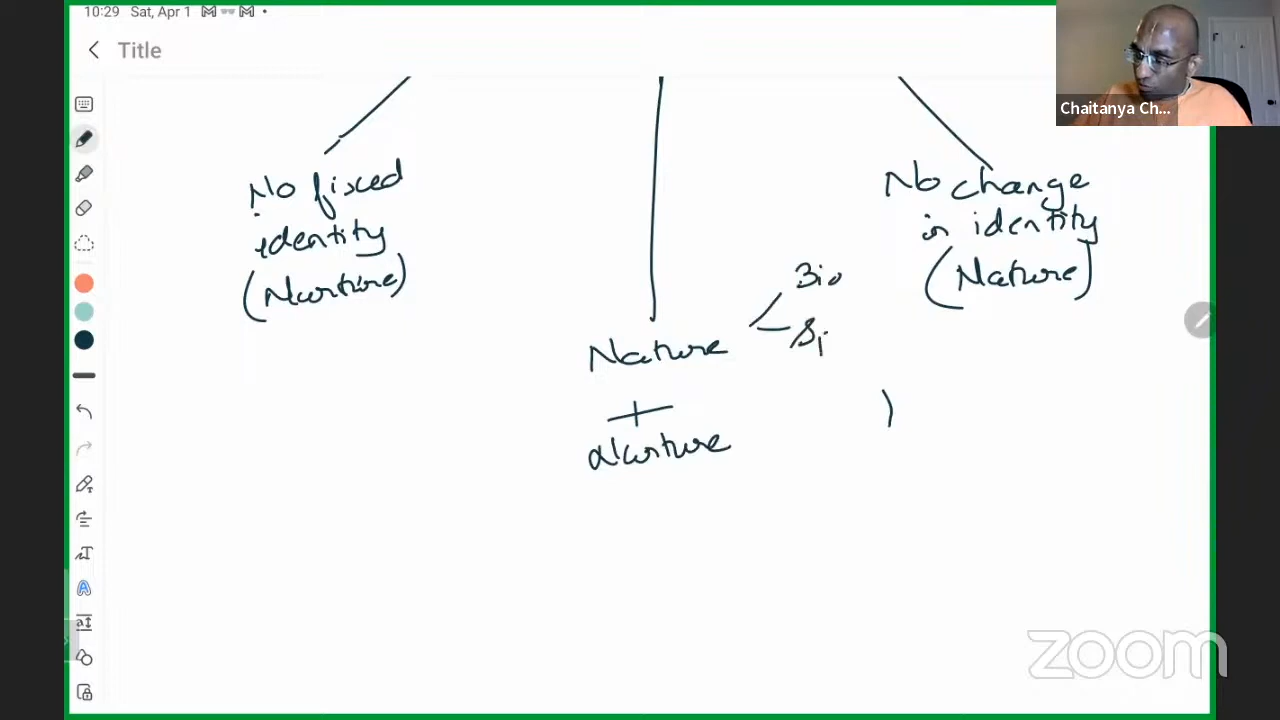 10:29 Sat, Apr 1
Title
Chaitanya Ch...
No fixed
identity
(Nurture)
No change
in identity
(Nature)
Bio
Nature
+
Nurture
zoom